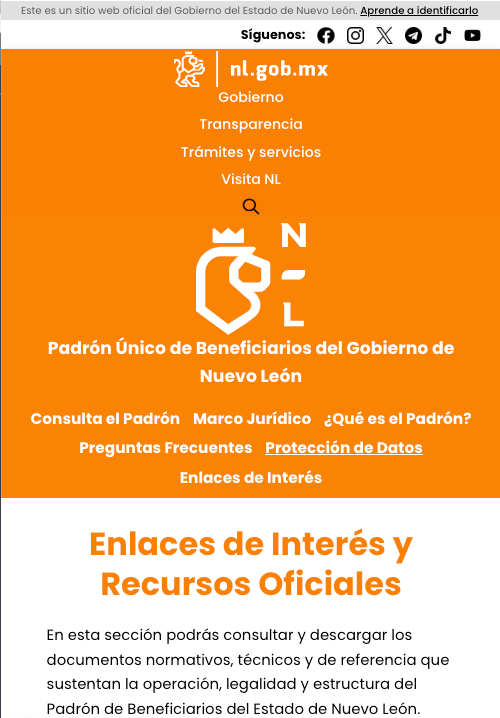 Este es un sitio web oficial del Gobierno del Estado de Nuevo León. Aprende a identificarlo
Síguenos:
nl.gob.mx
Gobierno
Transparencia
Trámites y servicios
Visita NL
N
L
Padrón Único de Beneficiarios del Gobierno de
Nuevo León
Consulta el Padrón Marco Jurídico ¿Qué es el Padrón?
Preguntas Frecuentes Protección de Datos
Enlaces de Interés
Enlaces de Interés y
Recursos Oficiales
En esta sección podrás consultar y descargar los
documentos normativos, técnicos y de referencia que
sustentan la operación, legalidad y estructura del
Padrón de Beneficiarios del Estado de Nuevo León.